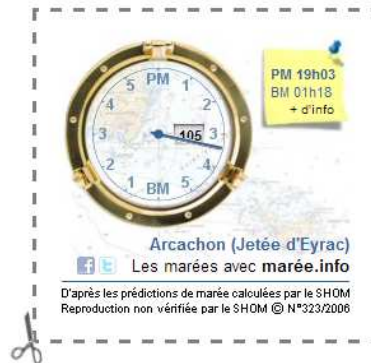 PM
1
2
3
4
5
BM
1
2
3
4
5
105
PM 19h03
BM 01h18
+ d'info
Arcachon (Jetée d'Eyrac)
Les marées avec marée.info
D'après les prédictions de marée calculées par le SHOM
Reproduction non vérifiée par le SHOM © N°323/2006